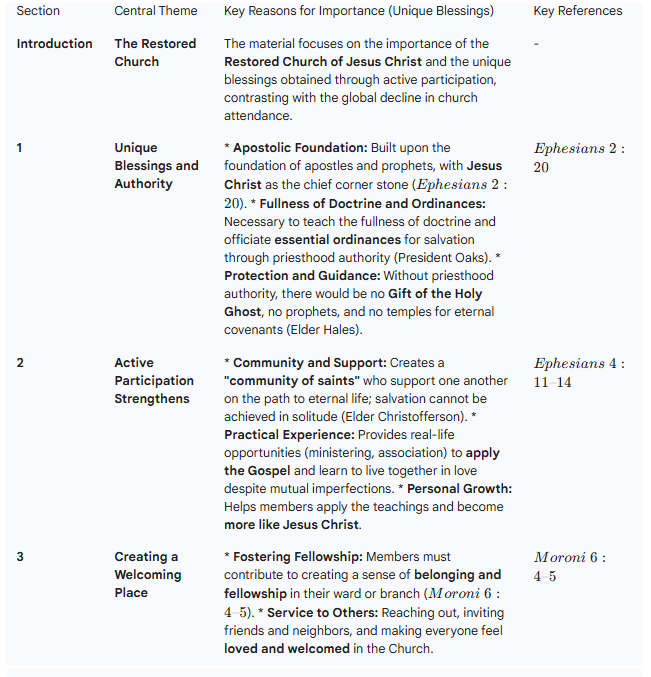 Section Central Theme Key Reasons for Importance (Unique Blessings) Key References
Introduction The Restored Church The material focuses on the importance of the
Restored Church of Jesus Christ and the unique
blessings obtained through active participation,
contrasting with the global decline in church
attendance.
-
1
Unique
Blessings and
Authority
* Apostolic Foundation: Built upon the
foundation of apostles and prophets, with Jesus
Christ as the chief corner stone (Ephesians 2 :
20). * Fullness of Doctrine and Ordinances:
Necessary to teach the fullness of doctrine and
officiate essential ordinances for salvation
through priesthood authority (President Oaks). *
Protection and Guidance: Without priesthood
authority, there would be no Gift of the Holy
Ghost, no prophets, and no temples for eternal
covenants (Elder Hales).
Ephesians 2 :
20
2
Active
Participation
Strengthens
* Community and Support: Creates a
"community of saints" who support one another
on the path to eternal life; salvation cannot be
achieved in solitude (Elder Christofferson). *
Practical Experience: Provides real-life
opportunities (ministering, association) to apply
the Gospel and learn to live together in love
despite mutual imperfections. * Personal Growth:
Helps members apply the teachings and become
more like Jesus Christ.
Ephesians 4 :
11–14
3
Creating a
Welcoming
Place
* Fostering Fellowship: Members must
contribute to creating a sense of belonging and
fellowship in their ward or branch (Moroni 6 :
4–5). * Service to Others: Reaching out, inviting
friends and neighbors, and making everyone feel
loved and welcomed in the Church.
Moroni 6 :
4–5